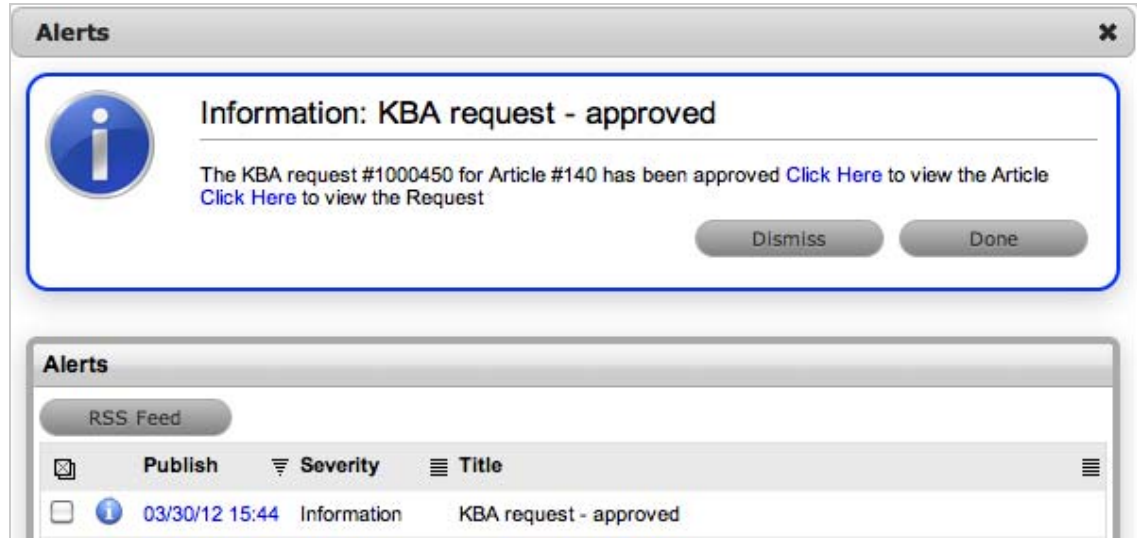 Alerts
Information: KBA request - approved
The KBA request #1000450 for Article #140 has been approved Click Here to view the Article
Click Here to view the Request
Dismiss Done
Alerts
RSS Feed
Publish Severity Title
03/30/12 15:44 Information KBA request - approved